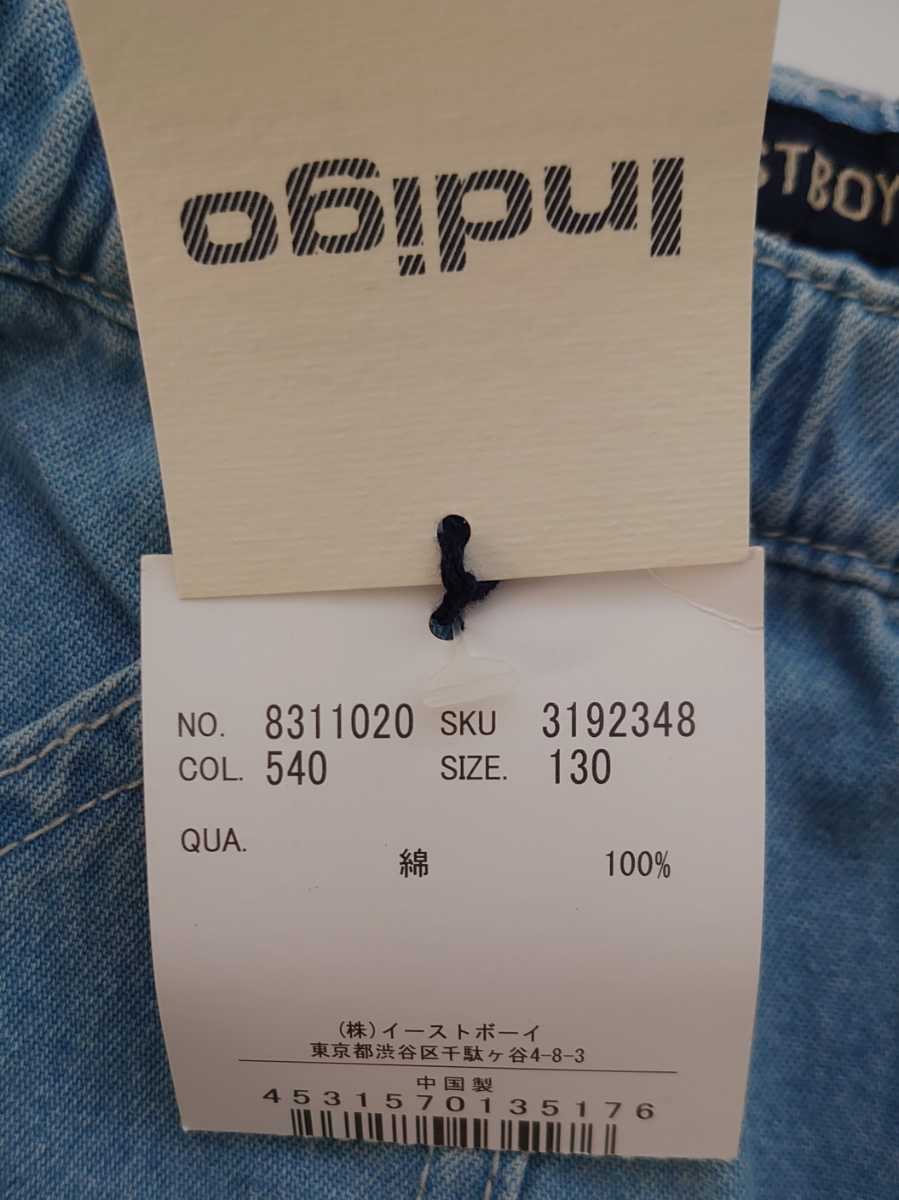 Indigo
STBOY
NO. 8311020 SKU 3192348
COL. 540 SIZE. 130
QUA.
綿 100%
(株)イーストボーイ
東京都渋谷区千駄ヶ谷4-8-3
中国製
4531570135176